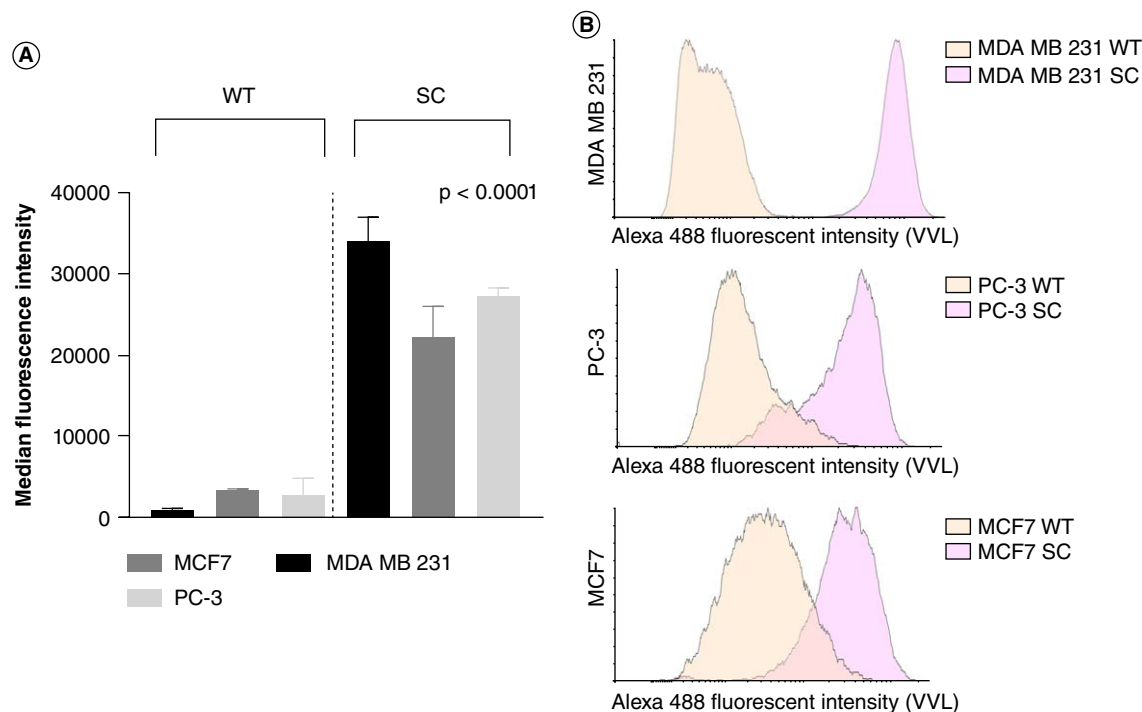 A
WT
SC
p < 0.0001
Median fluorescence intensity
40000
30000
20000
10000
0
MCF7
MDA MB 231
PC-3
B
MDA MB 231
MDA MB 231 WT
MDA MB 231 SC
Alexa 488 fluorescent intensity (VVL)
PC-3
PC-3 WT
PC-3 SC
Alexa 488 fluorescent intensity (VVL)
MCF7
MCF7 WT
MCF7 SC
Alexa 488 fluorescent intensity (VVL)